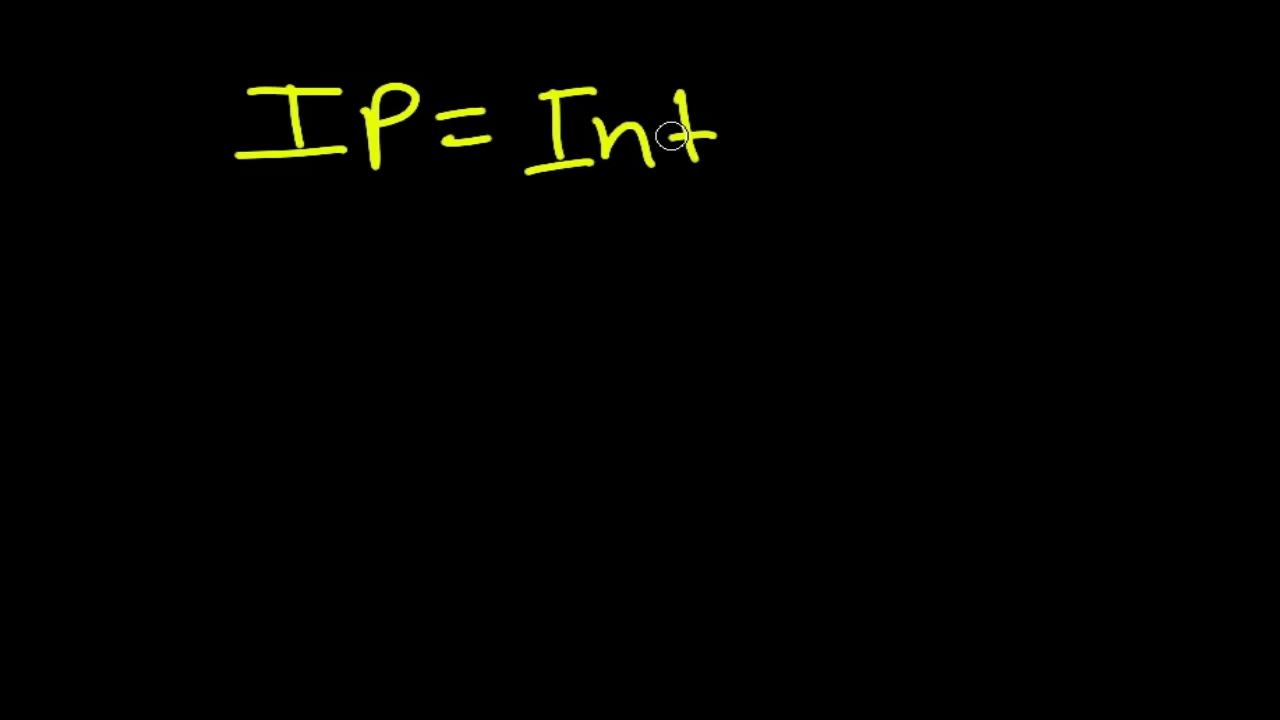 IP = Int